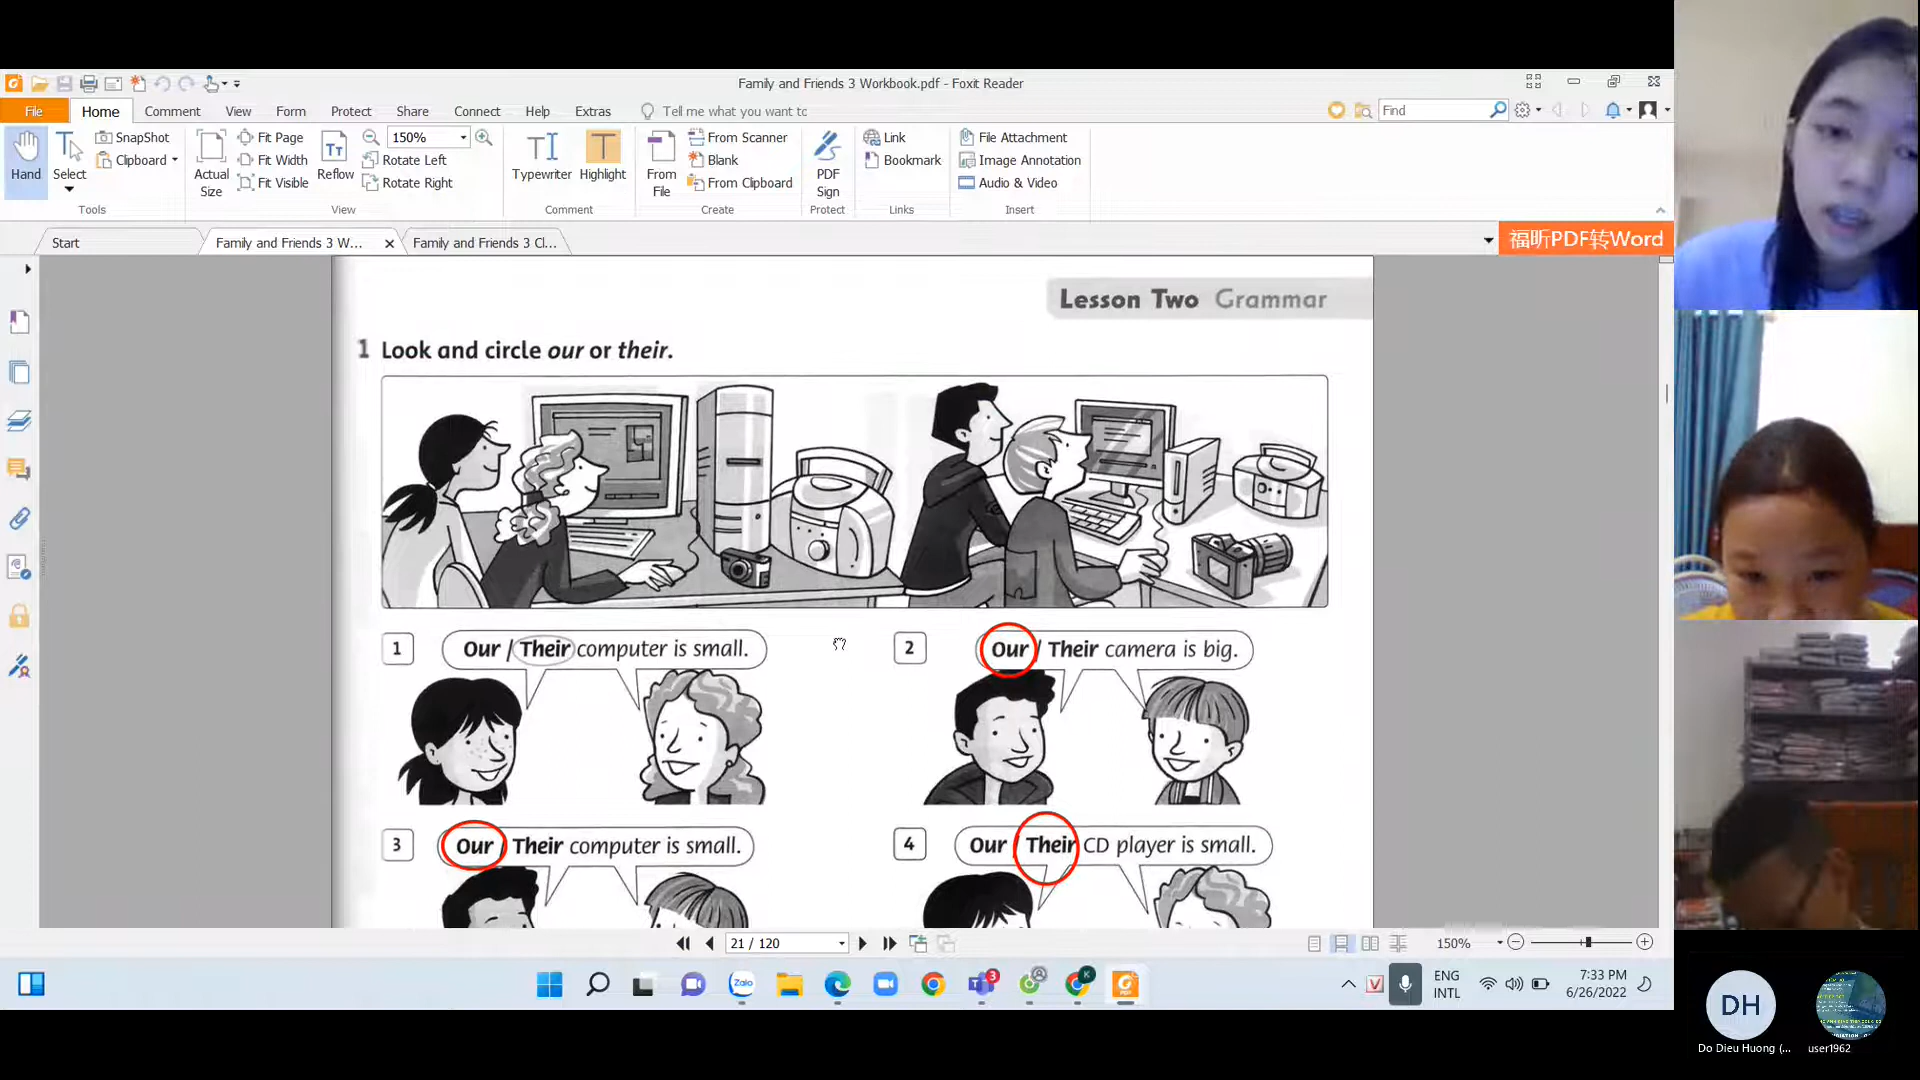 Family and Friends 3 Workbook.pdf - Foxit Reader
File Home Comment View Form Protect Share Connect Help Extras Tell me what you want to Find
Hand
Select
SnapShot
Clipboard
Actual Size
Fit Page
Fit Width
Fit Visible
Reflow
150%
Rotate Left
Rotate Right
Typewriter
Highlight
From File
From Scanner
Blank
From Clipboard
PDF Sign
Link
Bookmark
File Attachment
Image Annotation
Audio & Video
Tools View Comment Create Protect Links Insert
Start Family and Friends 3 W... Family and Friends 3 Cl... 福昕PDF转Word
Lesson Two Grammar
1 Look and circle our or their.
1 Our / Their computer is small.
2 Our / Their camera is big.
3 Our / Their computer is small.
4 Our / Their CD player is small.
21 / 120 150%
Zalo 3 K V ENG INTL 7:33 PM 6/26/2022
DH
Do Dieu Huong (... user1962